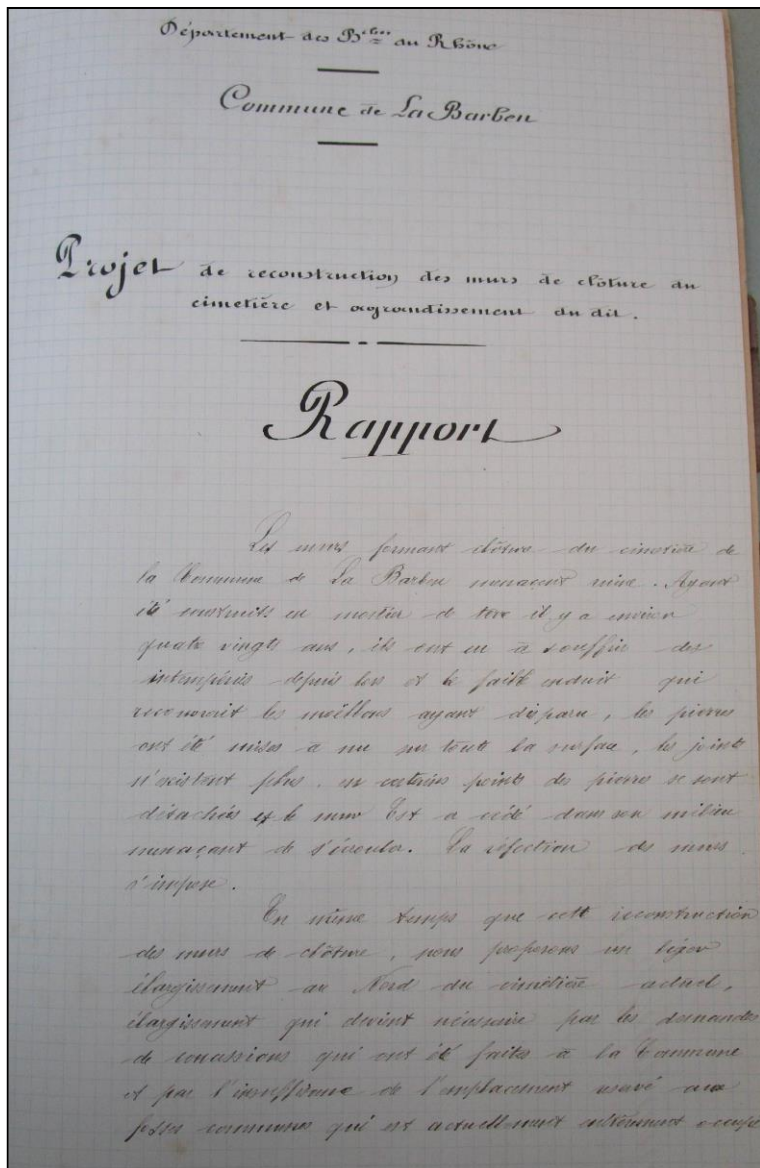 Département des B^ches du Rhône
Commune de La Barben
Projet de reconstruction des murs de clôture du
cimetière et agrandissement du dit.
Rapport
Les murs formant clôture du cimetière de
la Commune de La Barben menacent ruine. Ayant
été construits en mortier de terre il y a environ
quatre vingts ans, ils ont eu à souffrir des
intempéries depuis lors et le faible enduit qui
recouvrait les moëllons ayant disparu, les pierres
ont été mises à nu sur toute la surface, les joints
n'existent plus, en certains points des pierres se sont
détachées et le mur Est a cédé dans son milieu
menaçant de s'écrouler. La réfection des murs
s'impose.
En même temps que cette reconstruction
des murs de clôture, nous proposons un léger
élargissement au Nord du cimetière actuel,
élargissement qui devient nécessaire par les demandes
de concessions qui ont été faites à la Commune
et par l'insuffisance de l'emplacement réservé aux
fosses communes qui est actuellement entièrement occupé